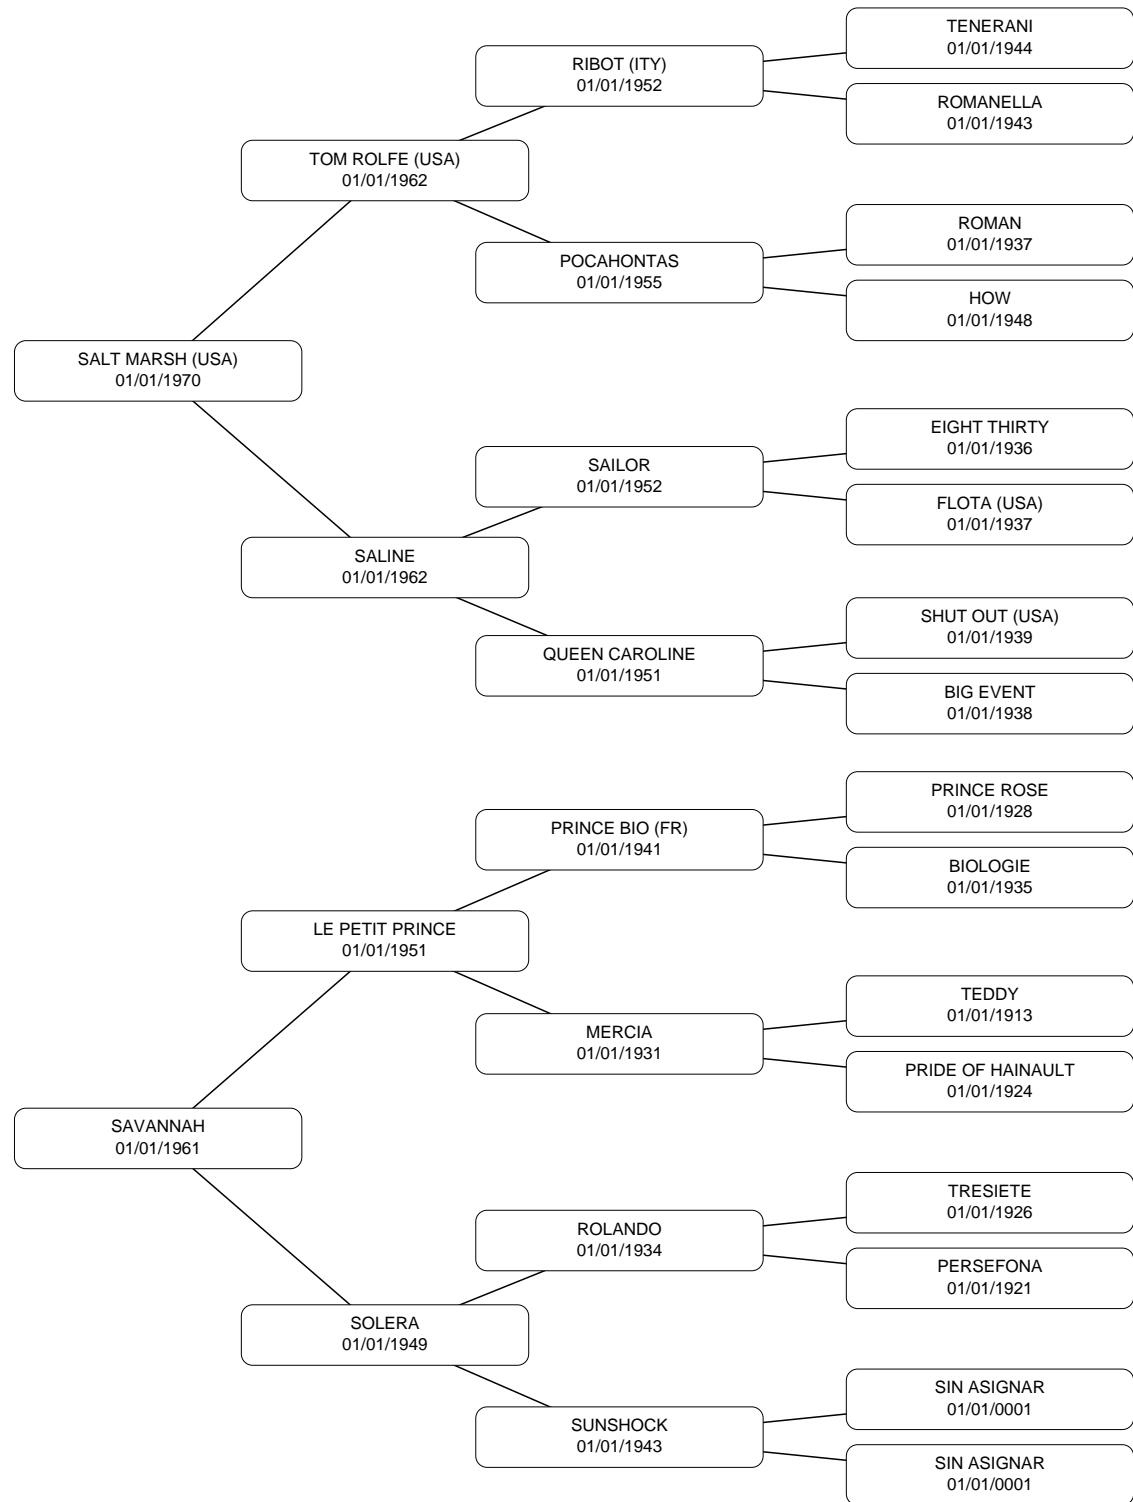 TENERANI
01/01/1944
RIBOT (ITY)
01/01/1952
ROMANELLA
01/01/1943
TOM ROLFE (USA)
01/01/1962
ROMAN
01/01/1937
POCAHONTAS
01/01/1955
HOW
01/01/1948
SALT MARSH (USA)
01/01/1970
EIGHT THIRTY
01/01/1936
SAILOR
01/01/1952
FLOTA (USA)
01/01/1937
SALINE
01/01/1962
SHUT OUT (USA)
01/01/1939
QUEEN CAROLINE
01/01/1951
BIG EVENT
01/01/1938
PRINCE ROSE
01/01/1928
PRINCE BIO (FR)
01/01/1941
BIOLOGIE
01/01/1935
LE PETIT PRINCE
01/01/1951
TEDDY
01/01/1913
MERCIA
01/01/1931
PRIDE OF HAINAULT
01/01/1924
SAVANNAH
01/01/1961
TRESIETE
01/01/1926
ROLANDO
01/01/1934
PERSEFONA
01/01/1921
SOLERA
01/01/1949
SIN ASIGNAR
01/01/0001
SUNSHOCK
01/01/1943
SIN ASIGNAR
01/01/0001